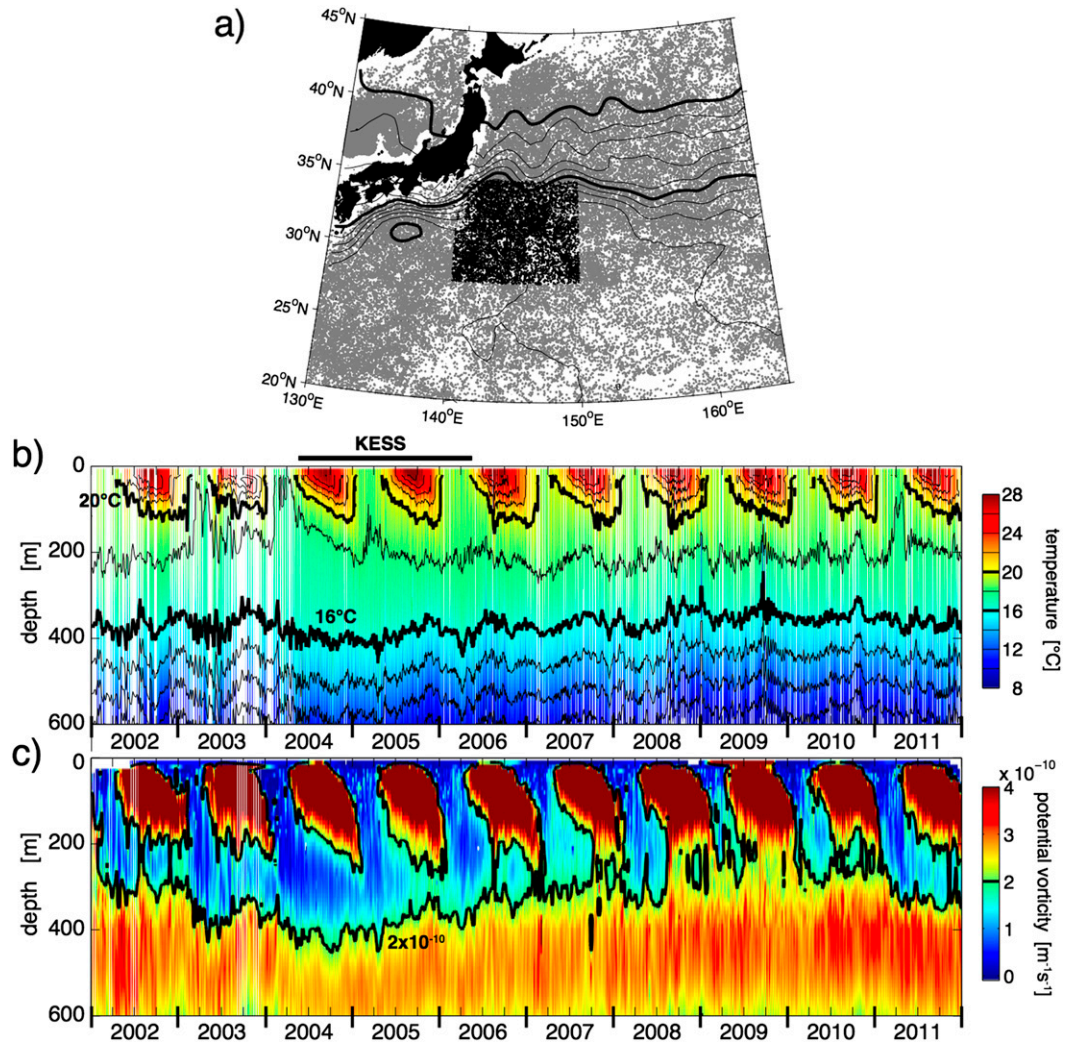 a)
45°N
40°N
35°N
30°N
25°N
20°N
130°E
140°E
150°E
160°E
b)
KESS
0
200
400
600
depth [m]
20°C
16°C
2002 2003 2004 2005 2006 2007 2008 2009 2010 2011
28
24
20
16
12
8
temperature [°C]
c)
0
200
400
600
depth [m]
2x10⁻¹⁰
2002 2003 2004 2005 2006 2007 2008 2009 2010 2011
x 10⁻¹⁰
4
3
2
1
0
potential vorticity [m⁻¹s⁻¹]